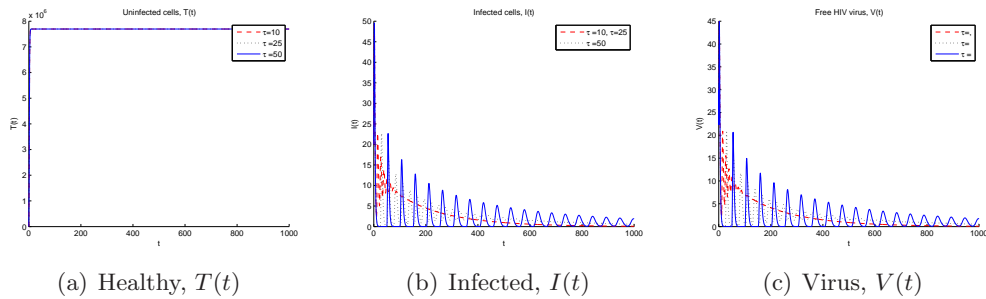 Uninfected cells, T(t)
x 10^6
8
7
6
5
4
3
2
1
0
0 200 400 600 800 1000
T(t)
t
τ=10
τ =25
τ =50
(a) Healthy, T(t)
Infected cells, I(t)
50
45
40
35
30
25
20
15
10
5
0
0 200 400 600 800 1000
I(t)
t
τ=10, τ=25
τ =50
(b) Infected, I(t)
Free HIV virus, V(t)
45
40
35
30
25
20
15
10
5
0
0 200 400 600 800 1000
V(t)
t
τ=,
τ=
τ =
(c) Virus, V(t)